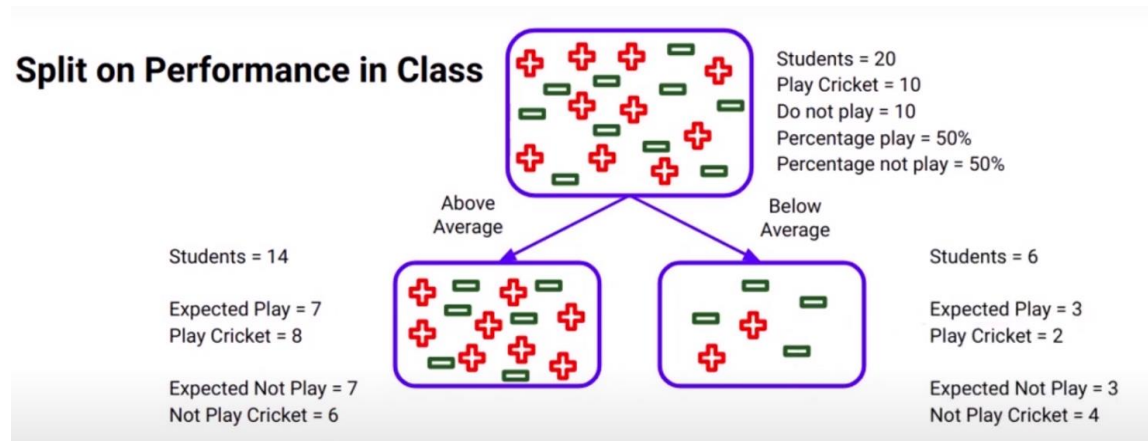 Split on Performance in Class
Students = 20
Play Cricket = 10
Do not play = 10
Percentage play = 50%
Percentage not play = 50%
Above
Average
Below
Average
Students = 14
Expected Play = 7
Play Cricket = 8
Expected Not Play = 7
Not Play Cricket = 6
Students = 6
Expected Play = 3
Play Cricket = 2
Expected Not Play = 3
Not Play Cricket = 4